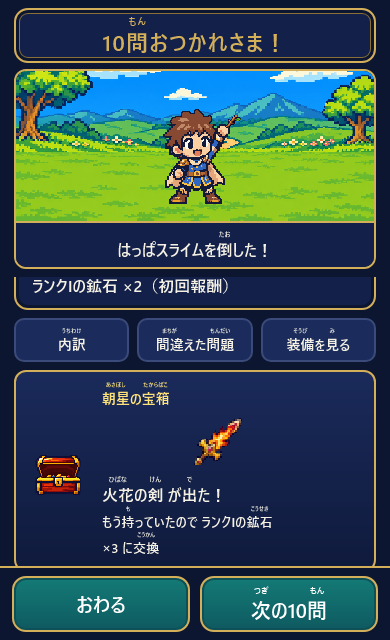 10問おつかれさま！
はっぱスライムを倒した！
ランクIの鉱石 ×2（初回報酬）
内訳
間違えた問題
装備を見る
朝星の宝箱
火花の剣 が出た！
もう持っていたので ランクIの鉱石
×3 に交換
おわる
次の10問